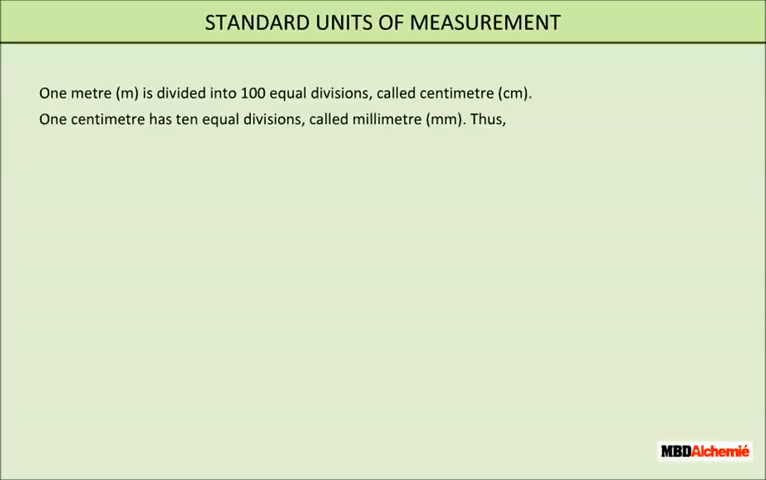 STANDARD UNITS OF MEASUREMENT
One metre (m) is divided into 100 equal divisions, called centimetre (cm).
One centimetre has ten equal divisions, called millimetre (mm). Thus,
MBDAlchemié